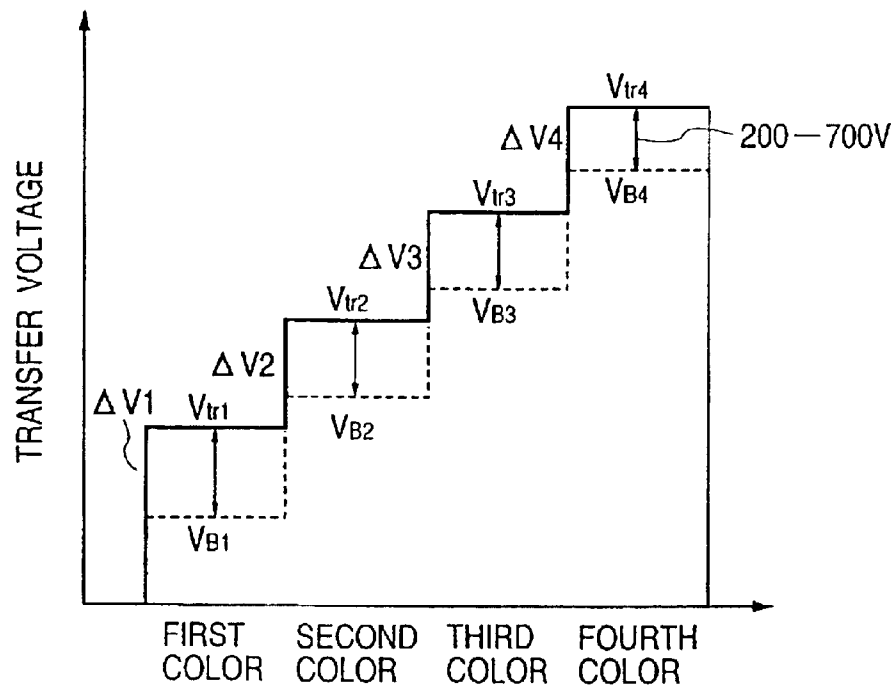 TRANSFER VOLTAGE
Vtr4
ΔV4
200–700V
VB4
Vtr3
ΔV3
VB3
Vtr2
ΔV2
VB2
ΔV1
Vtr1
VB1
FIRST
COLOR
SECOND
COLOR
THIRD
COLOR
FOURTH
COLOR